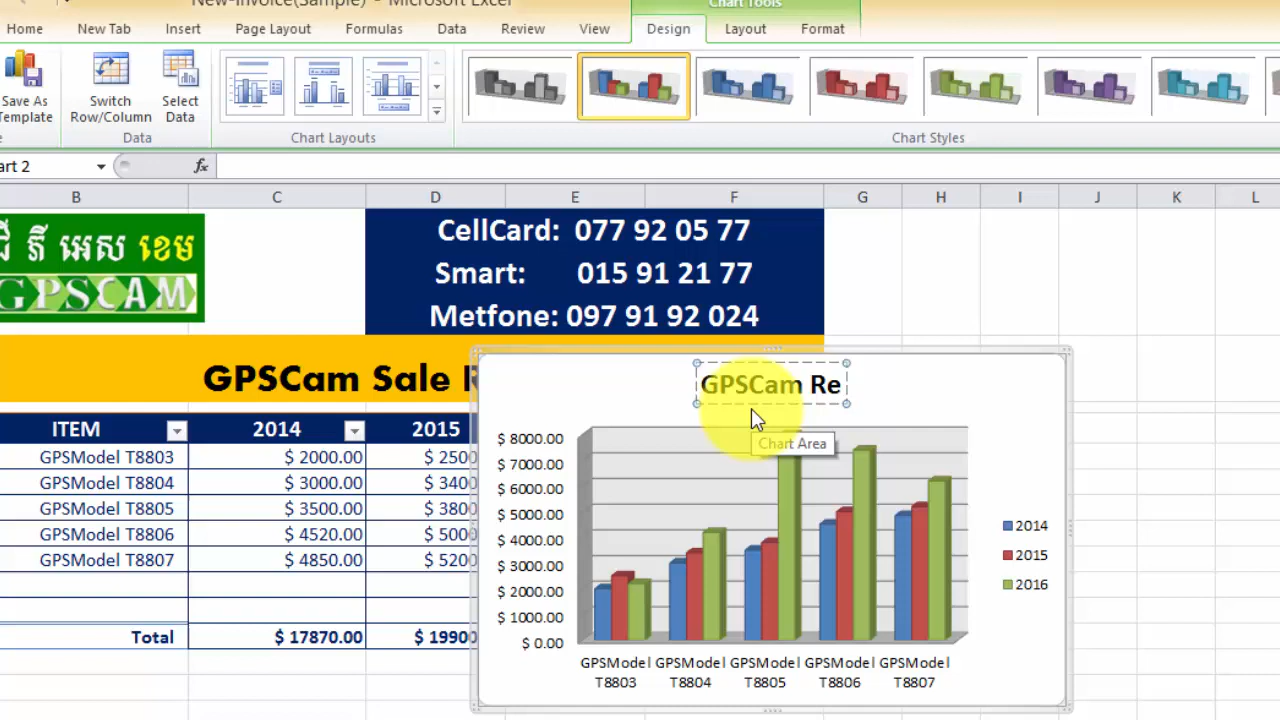 New-Invoice(Sample) - Microsoft Excel
Chart Tools
Home New Tab Insert Page Layout Formulas Data Review View Design Layout Format
Save As Template
Switch Row/Column
Select Data
Data Chart Layouts Chart Styles
art 2 fx
B C D E F G H I J K L
ជី ភី អេស ខេម
GPSCAM
CellCard: 077 92 05 77
Smart: 015 91 21 77
Metfone: 097 91 92 024
GPSCam Sale R
ITEM 2014 2015
GPSModel T8803 $ 2000.00 $ 2500
GPSModel T8804 $ 3000.00 $ 3400
GPSModel T8805 $ 3500.00 $ 3800
GPSModel T8806 $ 4520.00 $ 5000
GPSModel T8807 $ 4850.00 $ 5200
Total $ 17870.00 $ 19900
GPSCam Re
Chart Area
$ 8000.00
$ 7000.00
$ 6000.00
$ 5000.00
$ 4000.00
$ 3000.00
$ 2000.00
$ 1000.00
$ 0.00
2014
2015
2016
GPSModel GPSModel GPSModel GPSModel GPSModel
T8803 T8804 T8805 T8806 T8807